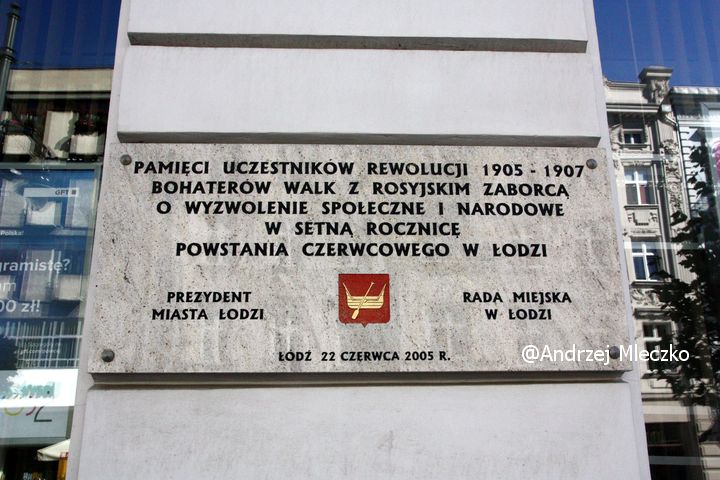 PAMIĘCI UCZESTNIKÓW REWOLUCJI 1905 - 1907
BOHATERÓW WALK Z ROSYJSKIM ZABORCĄ
O WYZWOLENIE SPOŁECZNE I NARODOWE
W SETNĄ ROCZNICĘ
POWSTANIA CZERWCOWEGO W ŁODZI
PREZYDENT
MIASTA ŁODZI
RADA MIEJSKA
W ŁODZI
ŁÓDŹ 22 CZERWCA 2005 R.
@Andrzej Mleczko
GFT